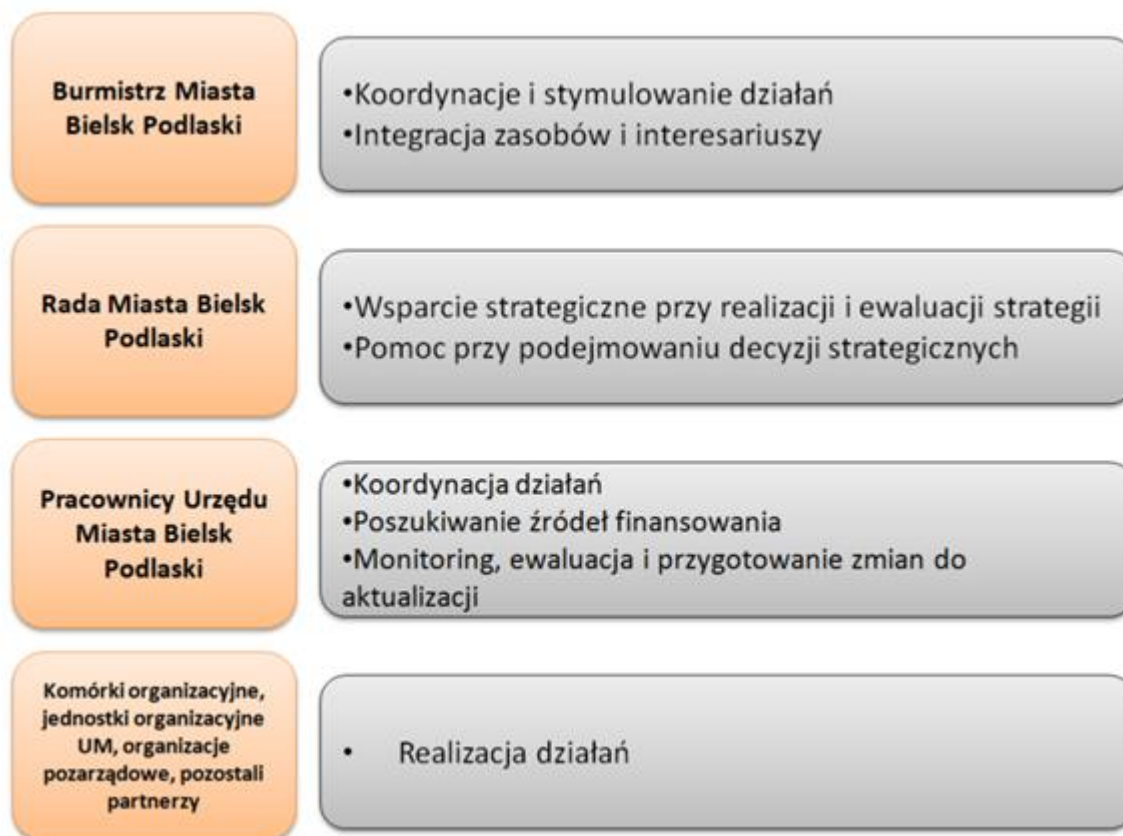 Burmistrz Miasta
Bielsk Podlaski
•Koordynacje i stymulowanie działań
•Integracja zasobów i interesariuszy
Rada Miasta Bielsk
Podlaski
•Wsparcie strategiczne przy realizacji i ewaluacji strategii
•Pomoc przy podejmowaniu decyzji strategicznych
Pracownicy Urzędu
Miasta Bielsk
Podlaski
•Koordynacja działań
•Poszukiwanie źródeł finansowania
•Monitoring, ewaluacja i przygotowanie zmian do
aktualizacji
Komórki organizacyjne,
jednostki organizacyjne
UM, organizacje
pozarządowe, pozostali
partnerzy
• Realizacja działań